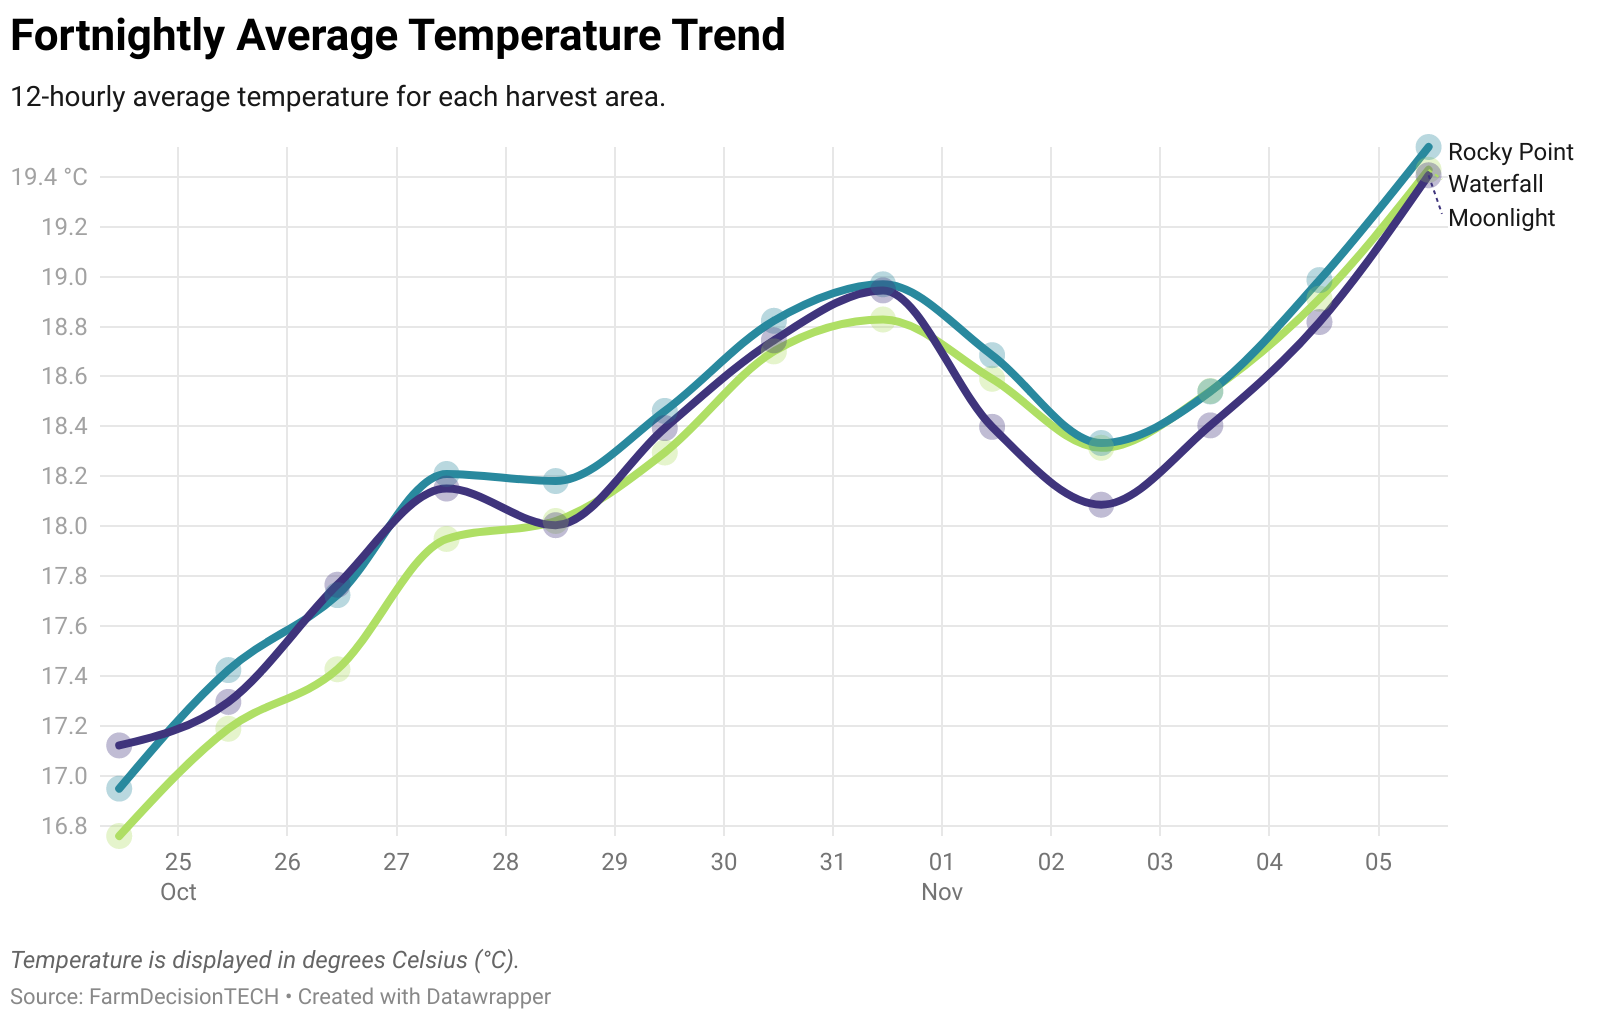 Fortnightly Average Temperature Trend
12-hourly average temperature for each harvest area.
Rocky Point
Waterfall
Moonlight
19.4 °C
19.2
19.0
18.8
18.6
18.4
18.2
18.0
17.8
17.6
17.4
17.2
17.0
16.8
25 26 27 28 29 30 31 01 02 03 04 05
Oct Nov
Temperature is displayed in degrees Celsius (°C).
Source: FarmDecisionTECH • Created with Datawrapper